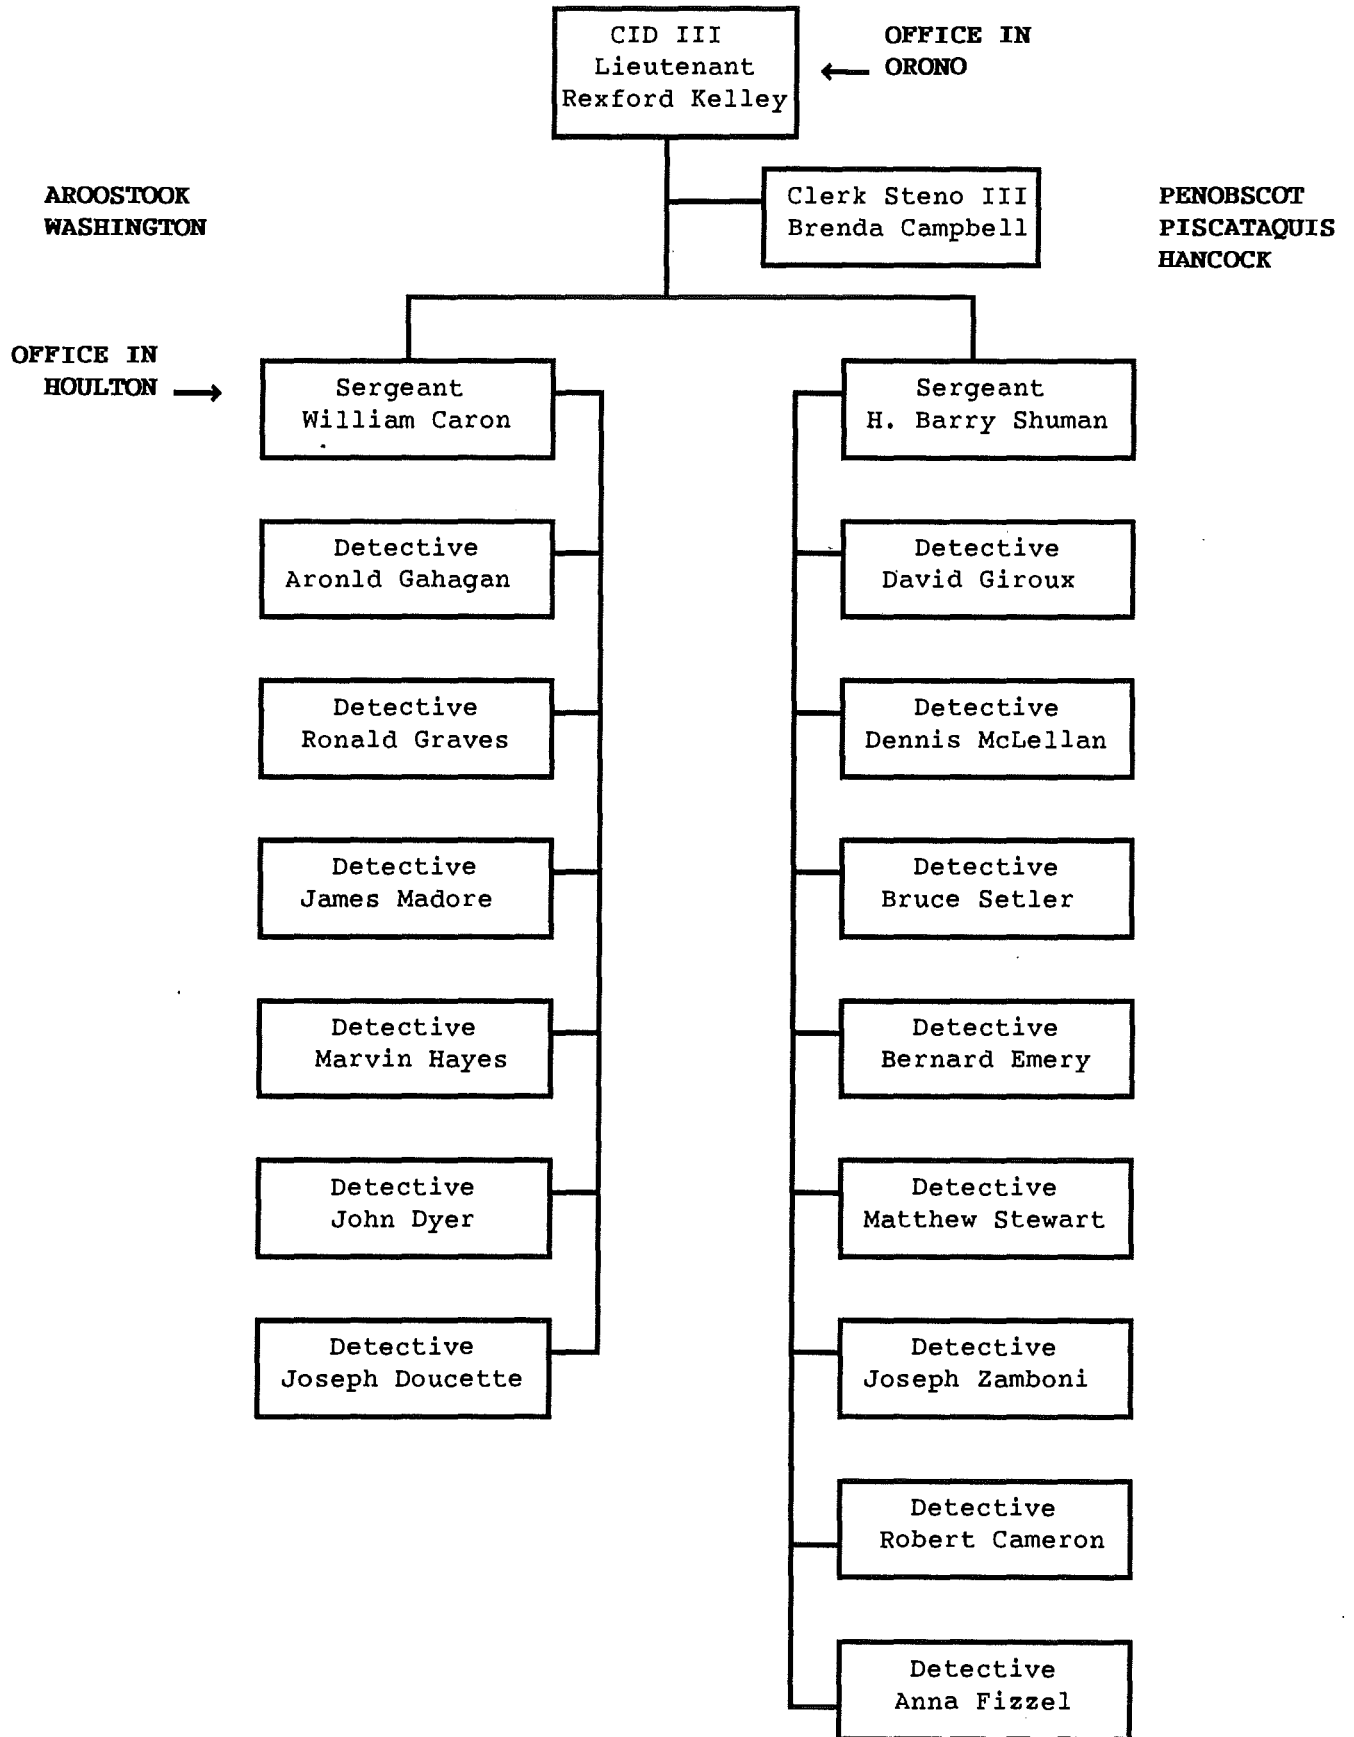 CID III
Lieutenant
Rexford Kelley
OFFICE IN
ORONO
Clerk Steno III
Brenda Campbell
AROOSTOOK
WASHINGTON
PENOBSCOT
PISCATAQUIS
HANCOCK
OFFICE IN
HOULTON
Sergeant
William Caron
Detective
Aronld Gahagan
Detective
Ronald Graves
Detective
James Madore
Detective
Marvin Hayes
Detective
John Dyer
Detective
Joseph Doucette
Sergeant
H. Barry Shuman
Detective
David Giroux
Detective
Dennis McLellan
Detective
Bruce Setler
Detective
Bernard Emery
Detective
Matthew Stewart
Detective
Joseph Zamboni
Detective
Robert Cameron
Detective
Anna Fizzel